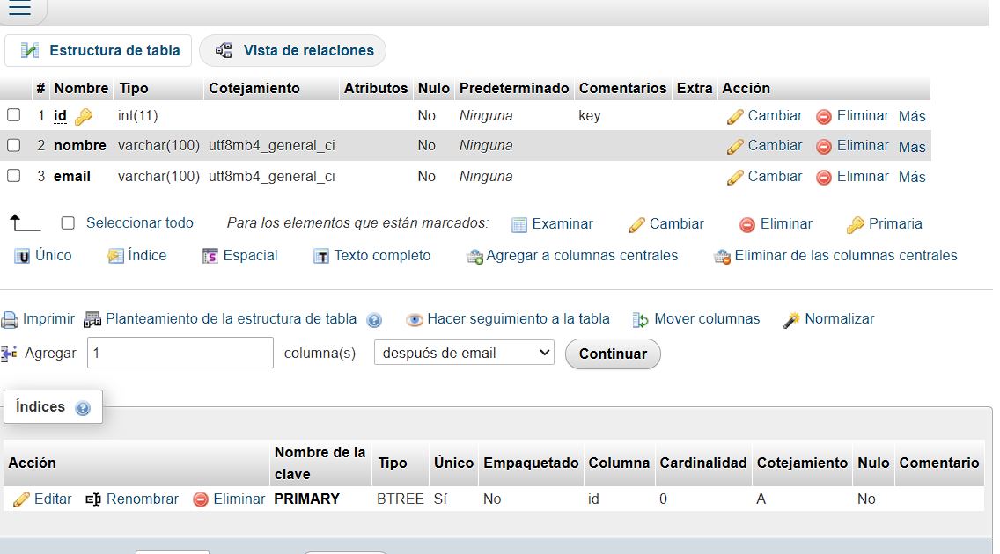 Estructura de tabla Vista de relaciones
# Nombre Tipo Cotejamiento Atributos Nulo Predeterminado Comentarios Extra Acción
1 id int(11) No Ninguna key Cambiar Eliminar Más
2 nombre varchar(100) utf8mb4_general_ci No Ninguna Cambiar Eliminar Más
3 email varchar(100) utf8mb4_general_ci No Ninguna Cambiar Eliminar Más
Seleccionar todo Para los elementos que están marcados: Examinar Cambiar Eliminar Primaria
Único Índice Espacial Texto completo Agregar a columnas centrales Eliminar de las columnas centrales
Imprimir Planteamiento de la estructura de tabla Hacer seguimiento a la tabla Mover columnas Normalizar
Agregar 1 columna(s) después de email Continuar
Índices
Acción Nombre de la clave Tipo Único Empaquetado Columna Cardinalidad Cotejamiento Nulo Comentario
Editar Renombrar Eliminar PRIMARY BTREE Sí No id 0 A No